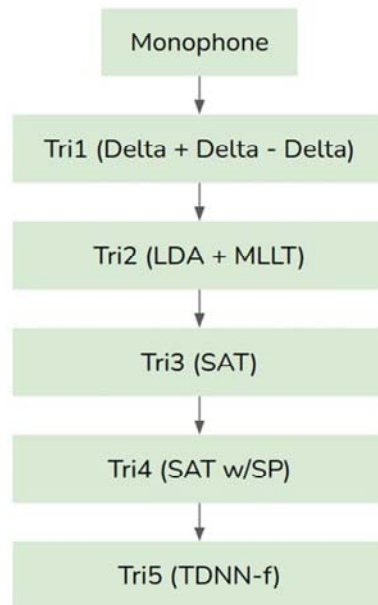 Monophone
Tri1 (Delta + Delta - Delta)
Tri2 (LDA + MLLT)
Tri3 (SAT)
Tri4 (SAT w/SP)
Tri5 (TDNN-f)